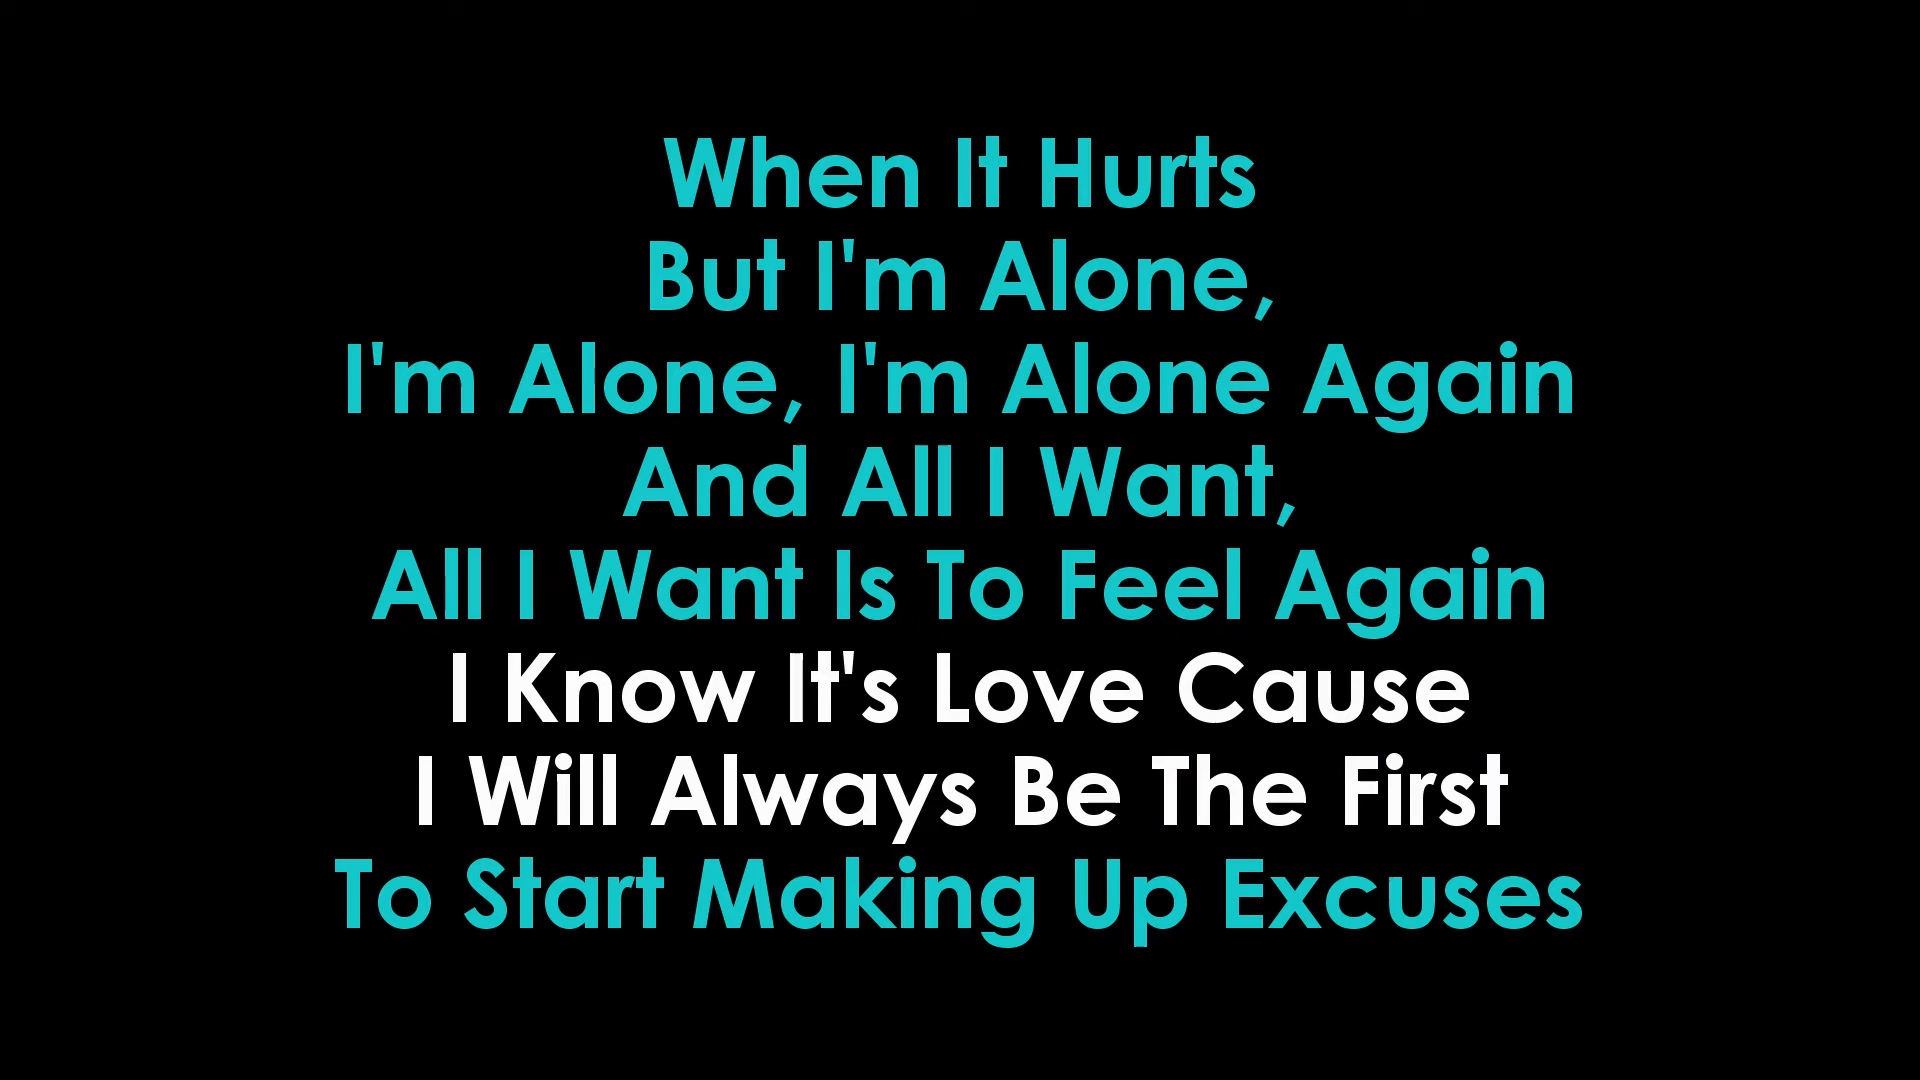 When It Hurts
But I'm Alone,
I'm Alone, I'm Alone Again
And All I Want,
All I Want Is To Feel Again
I Know It's Love Cause
I Will Always Be The First
To Start Making Up Excuses